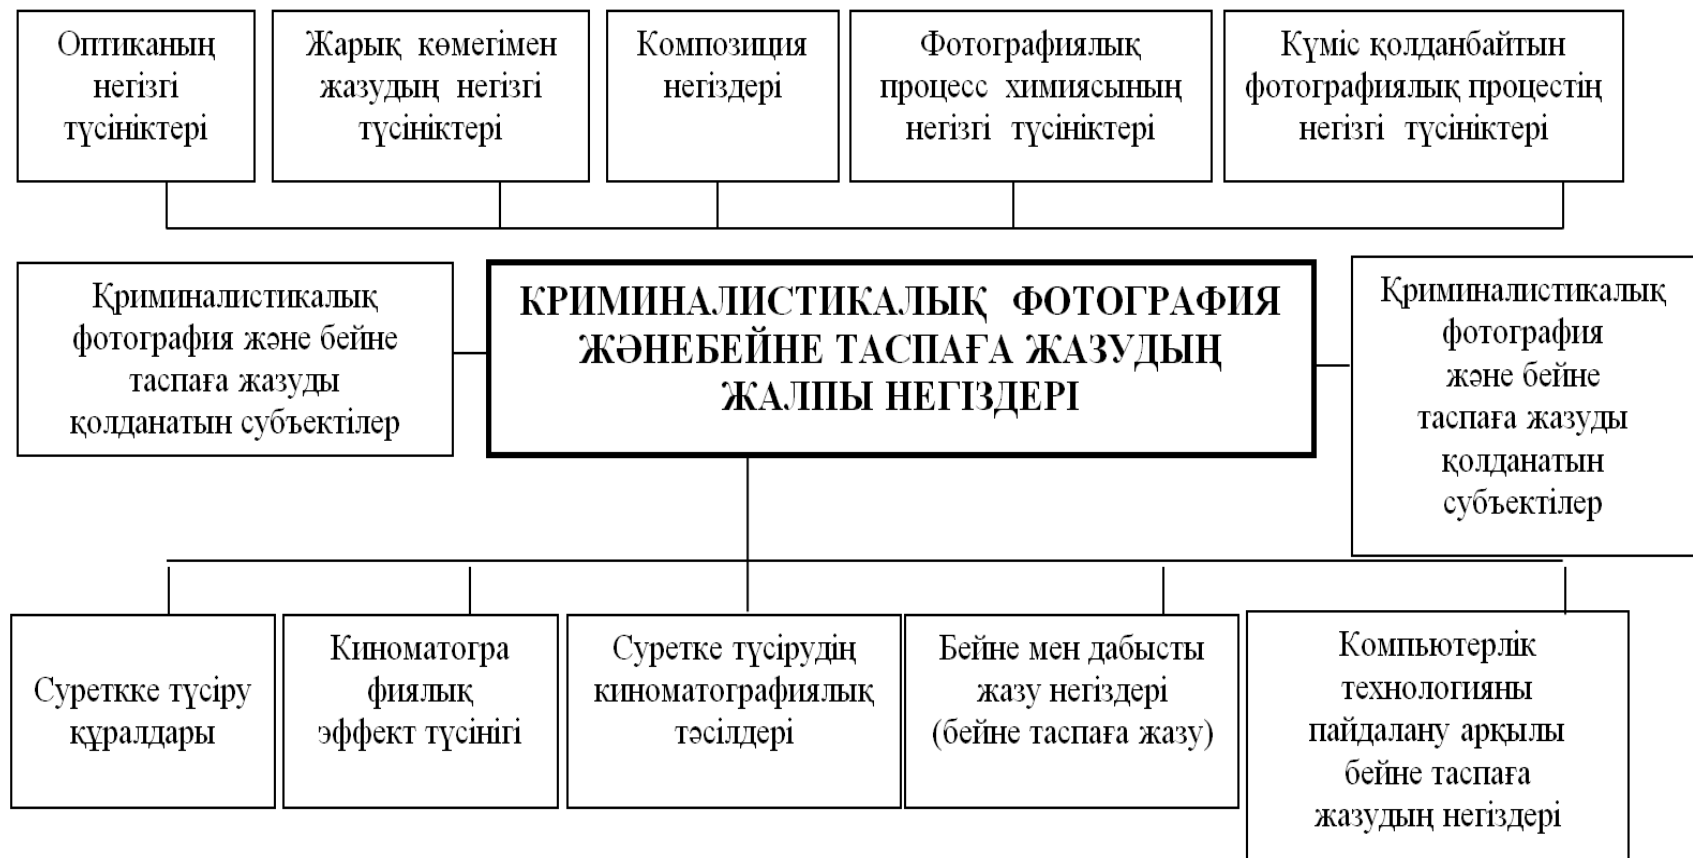 Оптиканың
негізгі
түсініктері
Жарық көмегімен
жазудың негізгі
түсініктері
Композиция
негіздері
Фотографиялық
процесс химиясының
негізгі түсініктері
Күміс қолданбайтын
фотографиялық процестің
негізгі түсініктері
Қриминалистикалық
фотография және бейне
таспаға жазуды
қолданатын субъектілер
КРИМИНАЛИСТИКАЛЫҚ ФОТОГРАФИЯ
ЖӘНЕБЕЙНЕ ТАСПАҒА ЖАЗУДЫҢ
ЖАЛПЫ НЕГІЗДЕРІ
Қриминалистикалық
фотография
және бейне
таспаға жазуды
қолданатын
субъектілер
Суреткке түсіру
құралдары
Киноматогра
фиялық
эффект түсінігі
Суретке түсірудің
киноматографиялық
тәсілдері
Бейне мен дабысты
жазу негіздері
(бейне таспаға жазу)
Компьютерлік
технологияны
пайдалану арқылы
бейне таспаға
жазудың негіздері